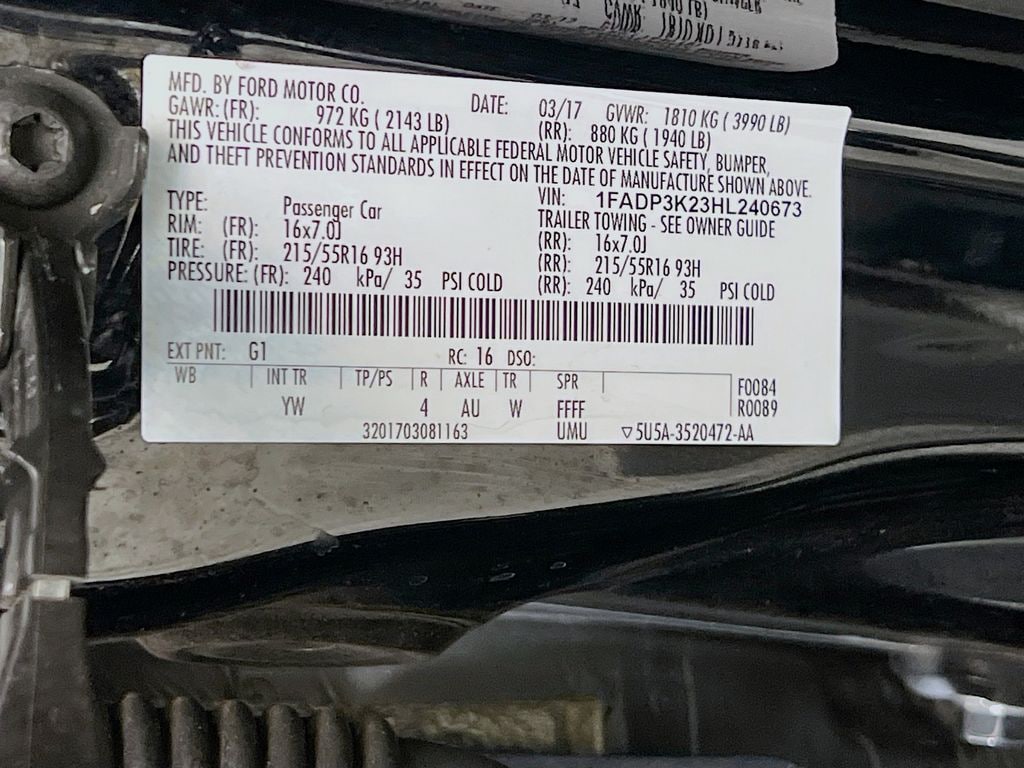 1840 LB)
MFD. BY FORD MOTOR CO. DATE: 03/17 GVWR: 1810 KG ( 3990 LB)
GAWR: (FR): 972 KG ( 2143 LB) (RR): 880 KG ( 1940 LB)
THIS VEHICLE CONFORMS TO ALL APPLICABLE FEDERAL MOTOR VEHICLE SAFETY, BUMPER,
AND THEFT PREVENTION STANDARDS IN EFFECT ON THE DATE OF MANUFACTURE SHOWN ABOVE.
VIN: 1FADP3K23HL240673
TYPE: Passenger Car TRAILER TOWING - SEE OWNER GUIDE
RIM: (FR): 16x7.0J (RR): 16x7.0J
TIRE: (FR): 215/55R16 93H (RR): 215/55R16 93H
PRESSURE: (FR): 240 kPa/ 35 PSI COLD (RR): 240 kPa/ 35 PSI COLD
EXT PNT: G1 RC: 16 DSO:
WB INT TR TP/PS R AXLE TR SPR F0084
YW 4 AU W FFFF R0089
3201703081163 UMU ▽5U5A-3520472-AA